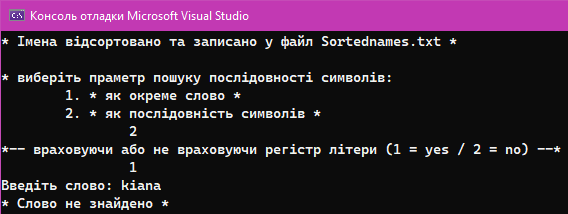 Консоль отладки Microsoft Visual Studio
* Імена відсортовано та записано у файл Sortednames.txt *
* виберіть праметр пошуку послідовності символів:
1. * як окреме слово *
2. * як послідовність символів *
2
*-- враховуючи або не враховуючи регістр літери (1 = yes / 2 = no) --*
1
Введіть слово: kiana
* Слово не знайдено *